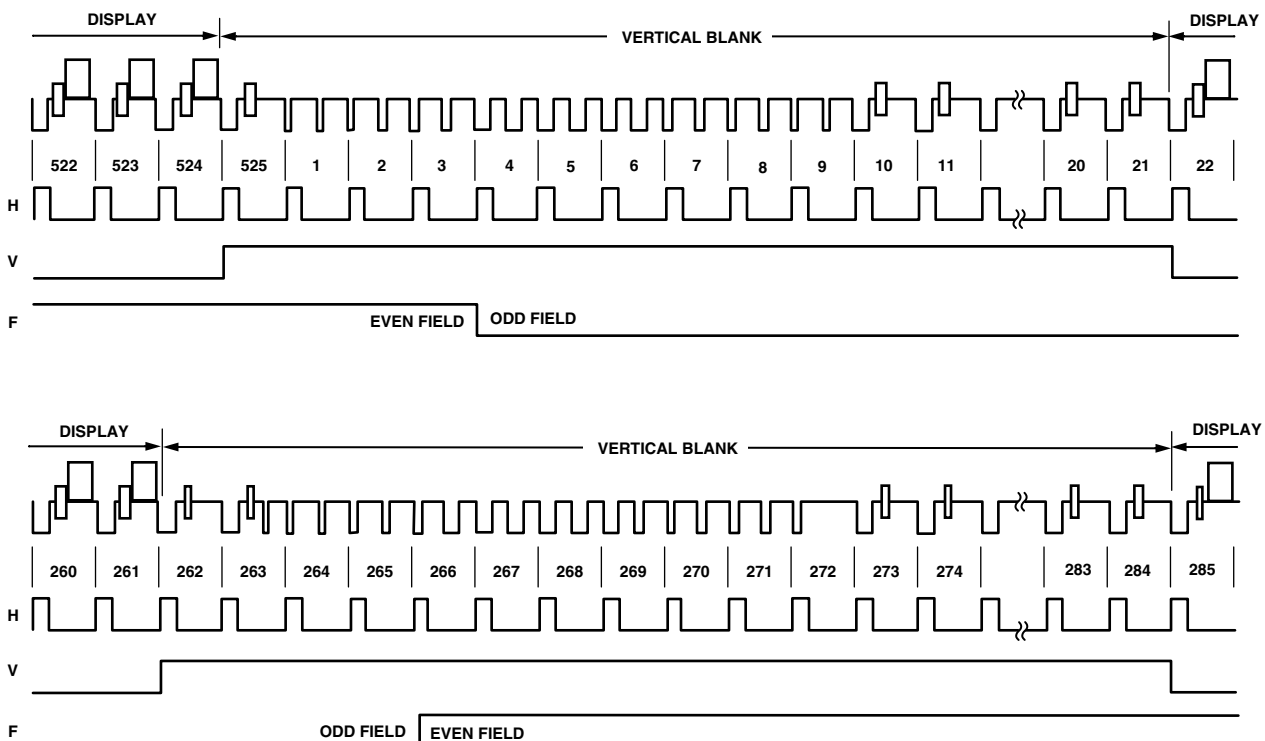 DISPLAY VERTICAL BLANK DISPLAY
522 523 524 525 1 2 3 4 5 6 7 8 9 10 11 20 21 22
H
V
F EVEN FIELD ODD FIELD
DISPLAY VERTICAL BLANK DISPLAY
260 261 262 263 264 265 266 267 268 269 270 271 272 273 274 283 284 285
H
V
F ODD FIELD EVEN FIELD